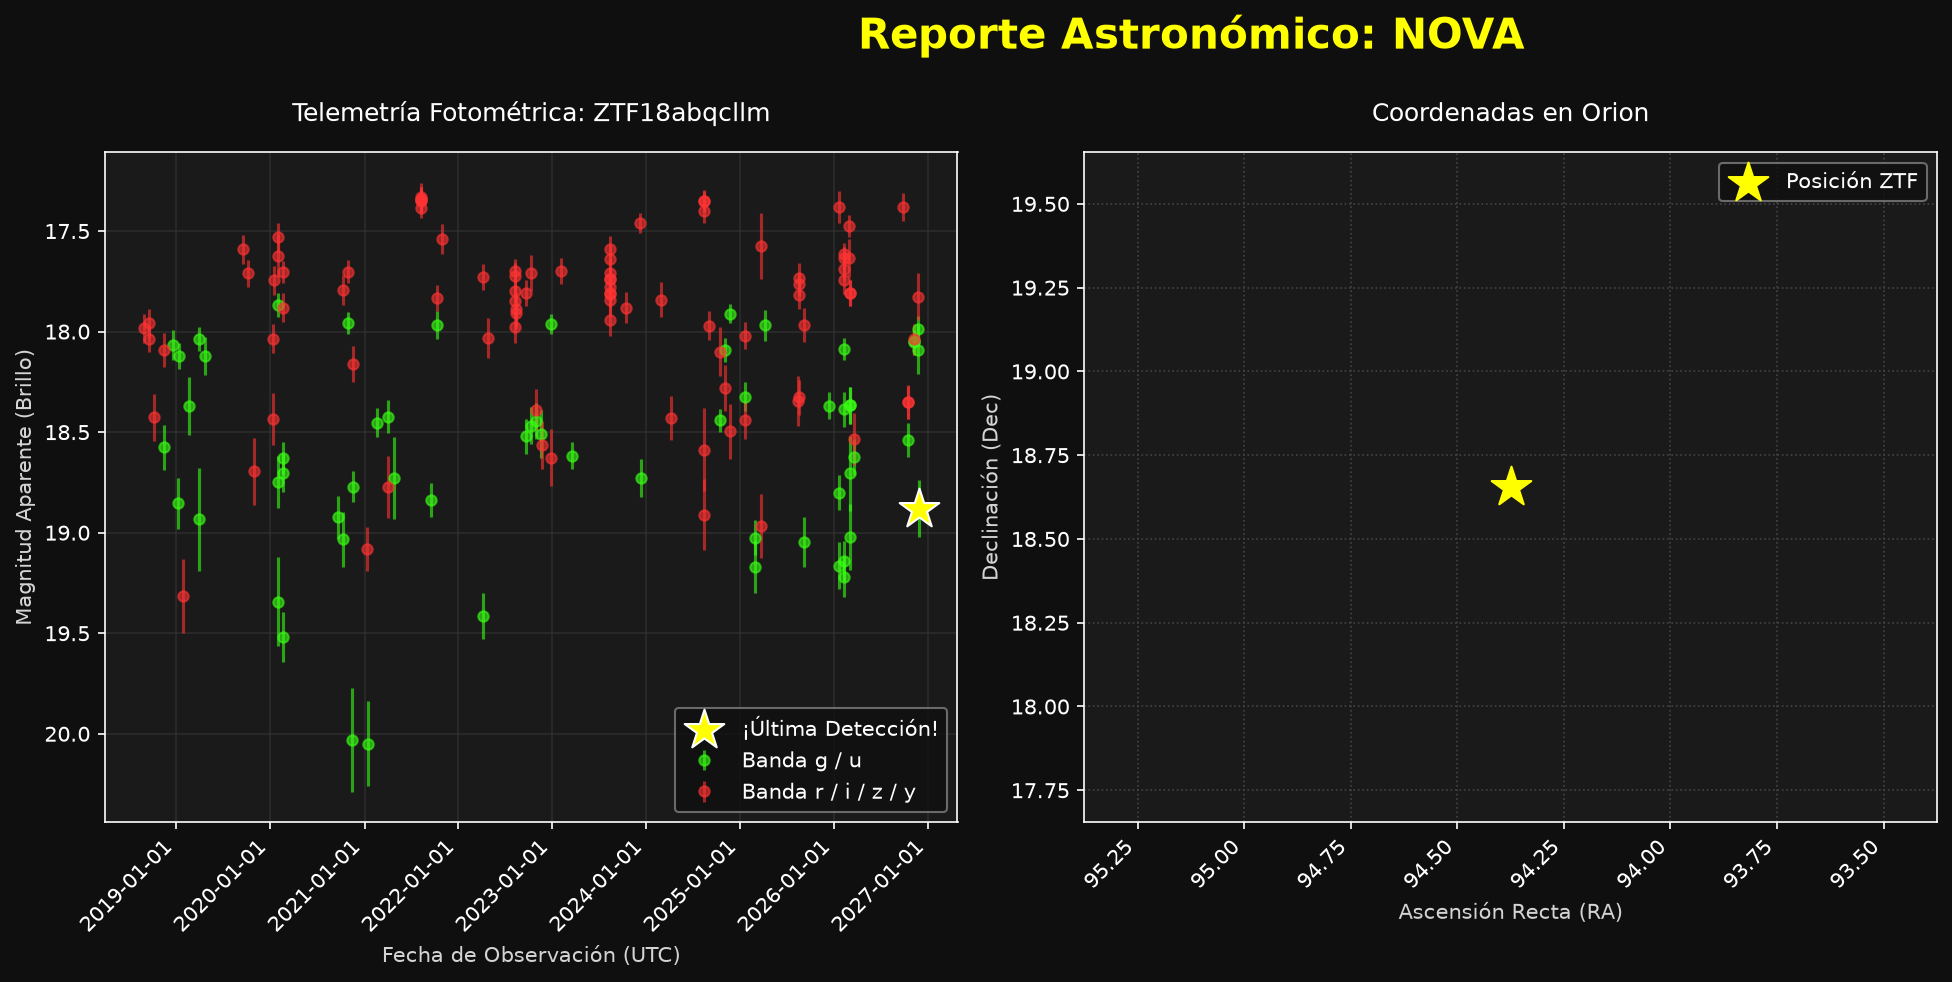 Reporte Astronómico: NOVA
Telemetría Fotométrica: ZTF18abqcllm
Magnitud Aparente (Brillo)
17.5
18.0
18.5
19.0
19.5
20.0
¡Última Detección!
Banda g / u
Banda r / i / z / y
2019-01-01
2020-01-01
2021-01-01
2022-01-01
2023-01-01
2024-01-01
2025-01-01
2026-01-01
2027-01-01
Fecha de Observación (UTC)
Coordenadas en Orion
Declinación (Dec)
19.50
19.25
19.00
18.75
18.50
18.25
18.00
17.75
Posición ZTF
95.25
95.00
94.75
94.50
94.25
94.00
93.75
93.50
Ascensión Recta (RA)